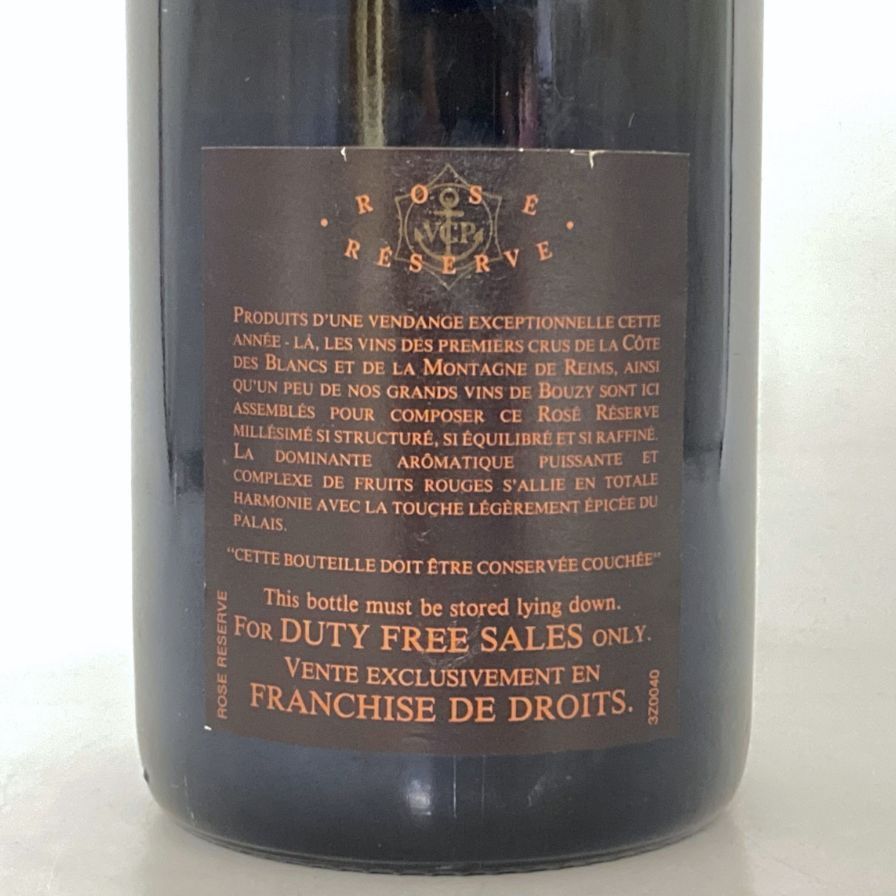 ROSE
VCP
RÉSERVE
PRODUITS D'UNE VENDANGE EXCEPTIONNELLE CETTE
ANNÉE - LÀ, LES VINS DES PREMIERS CRUS DE LA CÔTE
DES BLANCS ET DE LA MONTAGNE DE REIMS, AINSI
QU'UN PEU DE NOS GRANDS VINS DE BOUZY SONT ICI
ASSEMBLÉS POUR COMPOSER CE ROSÉ RÉSERVE
MILLÉSIMÉ SI STRUCTURÉ, SI ÉQUILIBRÉ ET SI RAFFINÉ.
LA DOMINANTE ARÔMATIQUE PUISSANTE ET
COMPLEXE DE FRUITS ROUGES S'ALLIE EN TOTALE
HARMONIE AVEC LA TOUCHE LÉGÈREMENT ÉPICÉE DU
PALAIS.
"CETTE BOUTEILLE DOIT ÊTRE CONSERVÉE COUCHÉE"
This bottle must be stored lying down.
FOR DUTY FREE SALES ONLY.
VENTE EXCLUSIVEMENT EN
FRANCHISE DE DROITS.
ROSE RESERVE
3Z0040